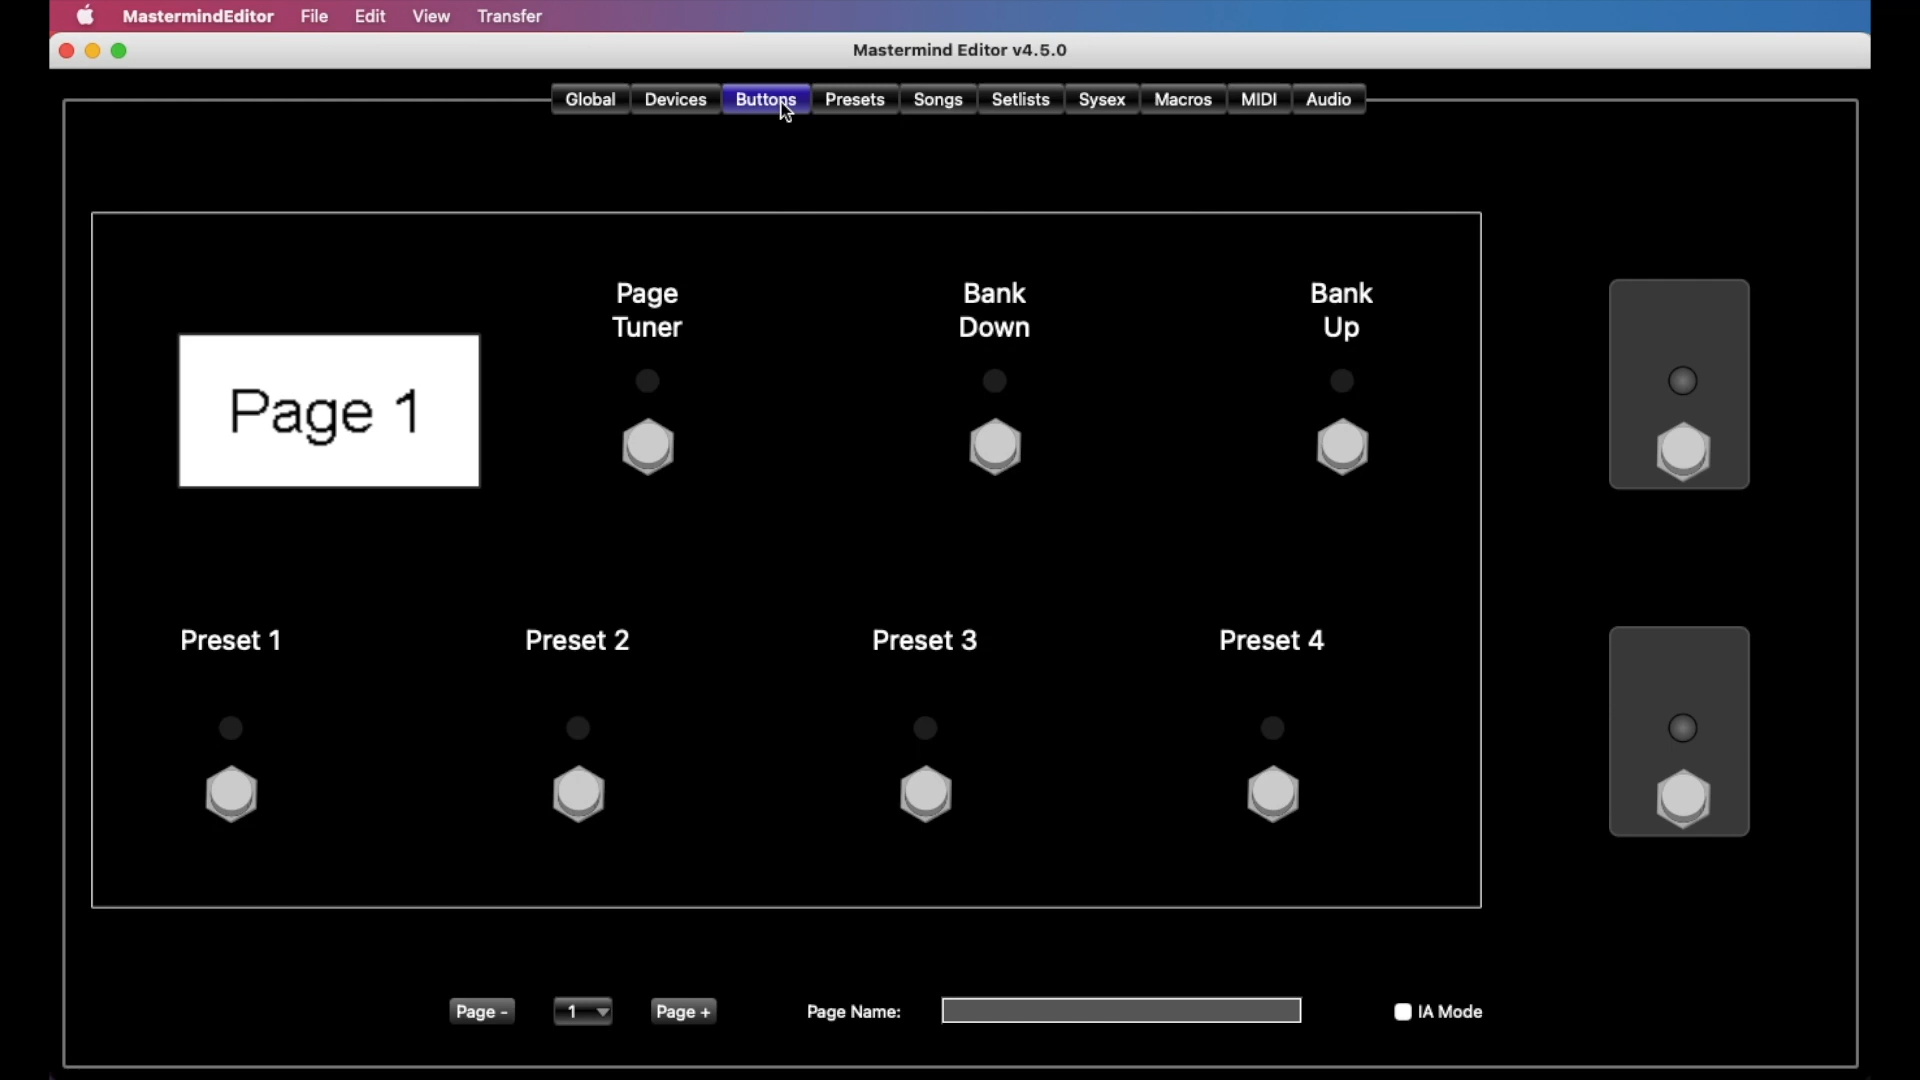 MastermindEditor File Edit View Transfer
Mastermind Editor v4.5.0
Global Devices Buttons Presets Songs Setlists Sysex Macros MIDI Audio
Page
Tuner
Bank
Down
Bank
Up
Page 1
Preset 1 Preset 2 Preset 3 Preset 4
Page - 1 Page + Page Name: IA Mode